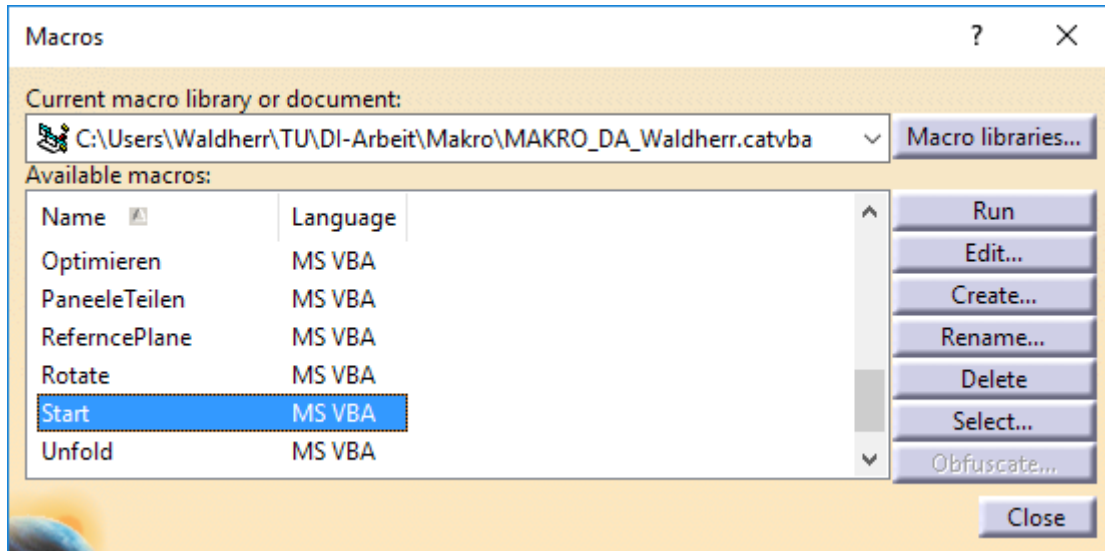 Macros
Current macro library or document:
C:\Users\Waldherr\TU\DI-Arbeit\Makro\MAKRO_DA_Waldherr.catvba
Macro libraries...
Available macros:
Name Language
Optimieren MS VBA
PaneeleTeilen MS VBA
ReferncePlane MS VBA
Rotate MS VBA
Start MS VBA
Unfold MS VBA
Run
Edit...
Create...
Rename...
Delete
Select...
Obfuscate...
Close